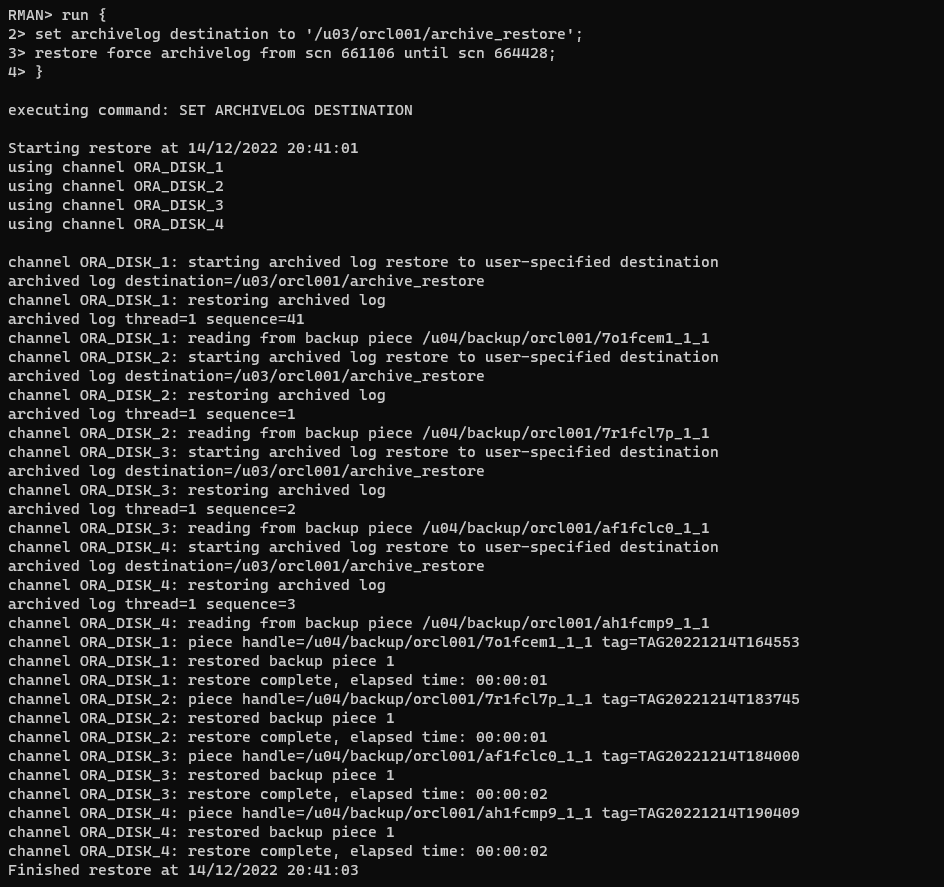 RMAN> run {
2> set archivelog destination to '/u03/orcl001/archive_restore';
3> restore force archivelog from scn 661106 until scn 664428;
4> }
executing command: SET ARCHIVELOG DESTINATION
Starting restore at 14/12/2022 20:41:01
using channel ORA_DISK_1
using channel ORA_DISK_2
using channel ORA_DISK_3
using channel ORA_DISK_4
channel ORA_DISK_1: starting archived log restore to user-specified destination
archived log destination=/u03/orcl001/archive_restore
channel ORA_DISK_1: restoring archived log
archived log thread=1 sequence=41
channel ORA_DISK_1: reading from backup piece /u04/backup/orcl001/7o1fcem1_1_1
channel ORA_DISK_2: starting archived log restore to user-specified destination
archived log destination=/u03/orcl001/archive_restore
channel ORA_DISK_2: restoring archived log
archived log thread=1 sequence=1
channel ORA_DISK_2: reading from backup piece /u04/backup/orcl001/7r1fcl7p_1_1
channel ORA_DISK_3: starting archived log restore to user-specified destination
archived log destination=/u03/orcl001/archive_restore
channel ORA_DISK_3: restoring archived log
archived log thread=1 sequence=2
channel ORA_DISK_3: reading from backup piece /u04/backup/orcl001/af1fclc0_1_1
channel ORA_DISK_4: starting archived log restore to user-specified destination
archived log destination=/u03/orcl001/archive_restore
channel ORA_DISK_4: restoring archived log
archived log thread=1 sequence=3
channel ORA_DISK_4: reading from backup piece /u04/backup/orcl001/ah1fcmp9_1_1
channel ORA_DISK_1: piece handle=/u04/backup/orcl001/7o1fcem1_1_1 tag=TAG20221214T164553
channel ORA_DISK_1: restored backup piece 1
channel ORA_DISK_1: restore complete, elapsed time: 00:00:01
channel ORA_DISK_2: piece handle=/u04/backup/orcl001/7r1fcl7p_1_1 tag=TAG20221214T183745
channel ORA_DISK_2: restored backup piece 1
channel ORA_DISK_2: restore complete, elapsed time: 00:00:01
channel ORA_DISK_3: piece handle=/u04/backup/orcl001/af1fclc0_1_1 tag=TAG20221214T184000
channel ORA_DISK_3: restored backup piece 1
channel ORA_DISK_3: restore complete, elapsed time: 00:00:02
channel ORA_DISK_4: piece handle=/u04/backup/orcl001/ah1fcmp9_1_1 tag=TAG20221214T190409
channel ORA_DISK_4: restored backup piece 1
channel ORA_DISK_4: restore complete, elapsed time: 00:00:02
Finished restore at 14/12/2022 20:41:03